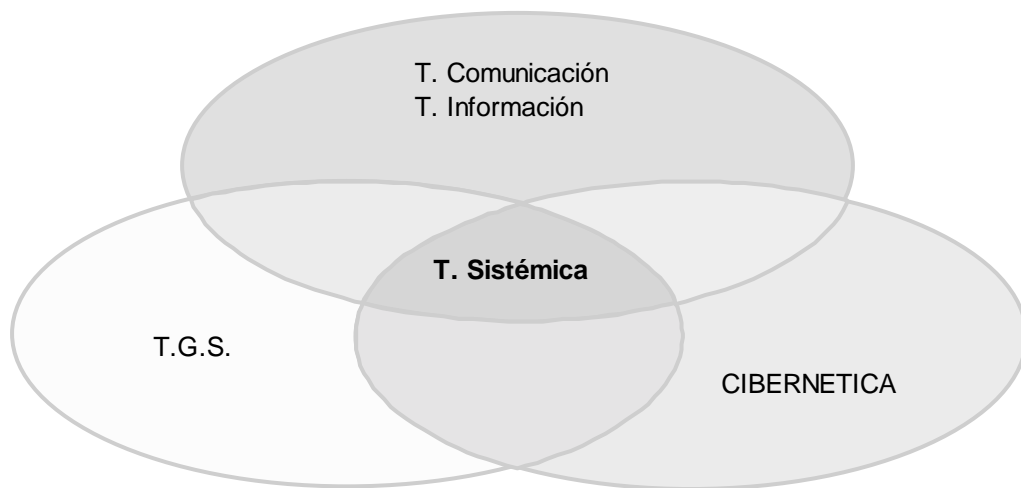 T. Comunicación
T. Información
T. Sistémica
T.G.S.
CIBERNETICA